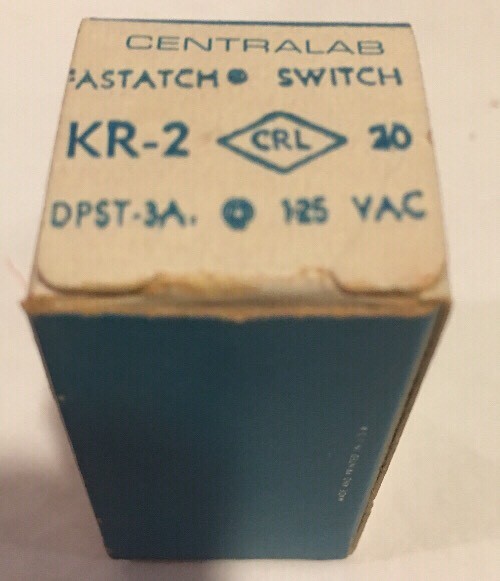 CENTRALAB
FASTATCH® SWITCH
KR-2 CRL 20
DPST-3A. @ 125 VAC